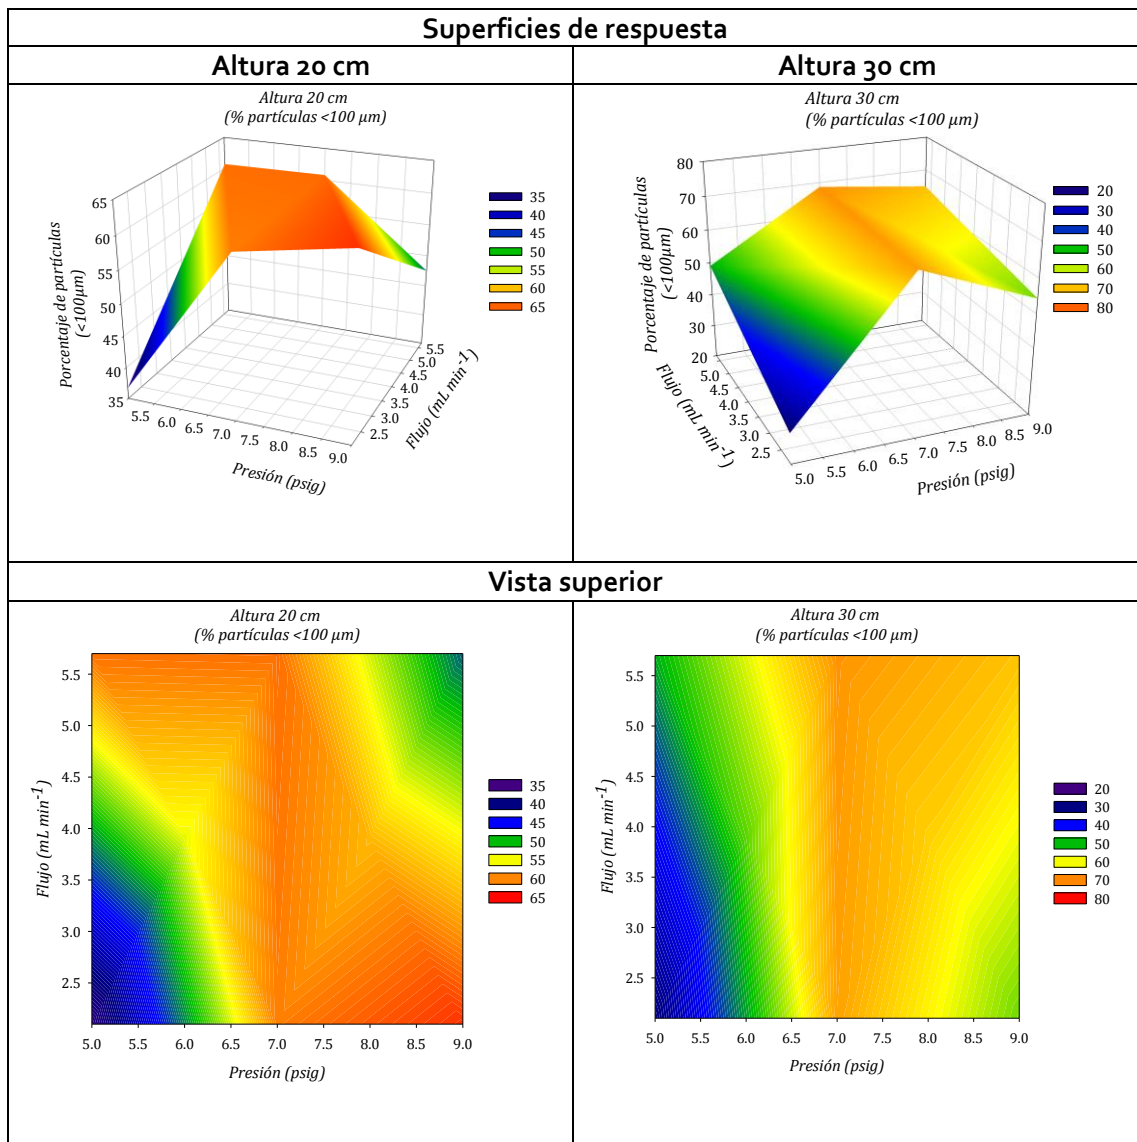 Superficies de respuesta
Altura 20 cm
Altura 30 cm
Altura 20 cm
(% partículas <100 μm)
65
60
55
50
45
40
35
Porcentaje de partículas
(<100μm)
5.5 6.0 6.5 7.0 7.5 8.0 8.5 9.0
Presión (psig)
5.5
5.0
4.5
4.0
3.5
3.0
2.5
Flujo (mL min-1)
35
40
45
50
55
60
65
Altura 30 cm
(% partículas <100 μm)
80
70
60
50
40
30
20
Porcentaje de partículas
(<100μm)
5.0
4.5
4.0
3.5
3.0
2.5
Flujo (mL min-1)
5.0 5.5 6.0 6.5 7.0 7.5 8.0 8.5 9.0
Presión (psig)
20
30
40
50
60
70
80
Vista superior
Altura 20 cm
(% partículas <100 μm)
5.5
5.0
4.5
4.0
3.5
3.0
2.5
Flujo (mL min-1)
5.0 5.5 6.0 6.5 7.0 7.5 8.0 8.5 9.0
Presión (psig)
35
40
45
50
55
60
65
Altura 30 cm
(% partículas <100 μm)
5.5
5.0
4.5
4.0
3.5
3.0
2.5
Flujo (mL min-1)
5.0 5.5 6.0 6.5 7.0 7.5 8.0 8.5 9.0
Presión (psig)
20
30
40
50
60
70
80